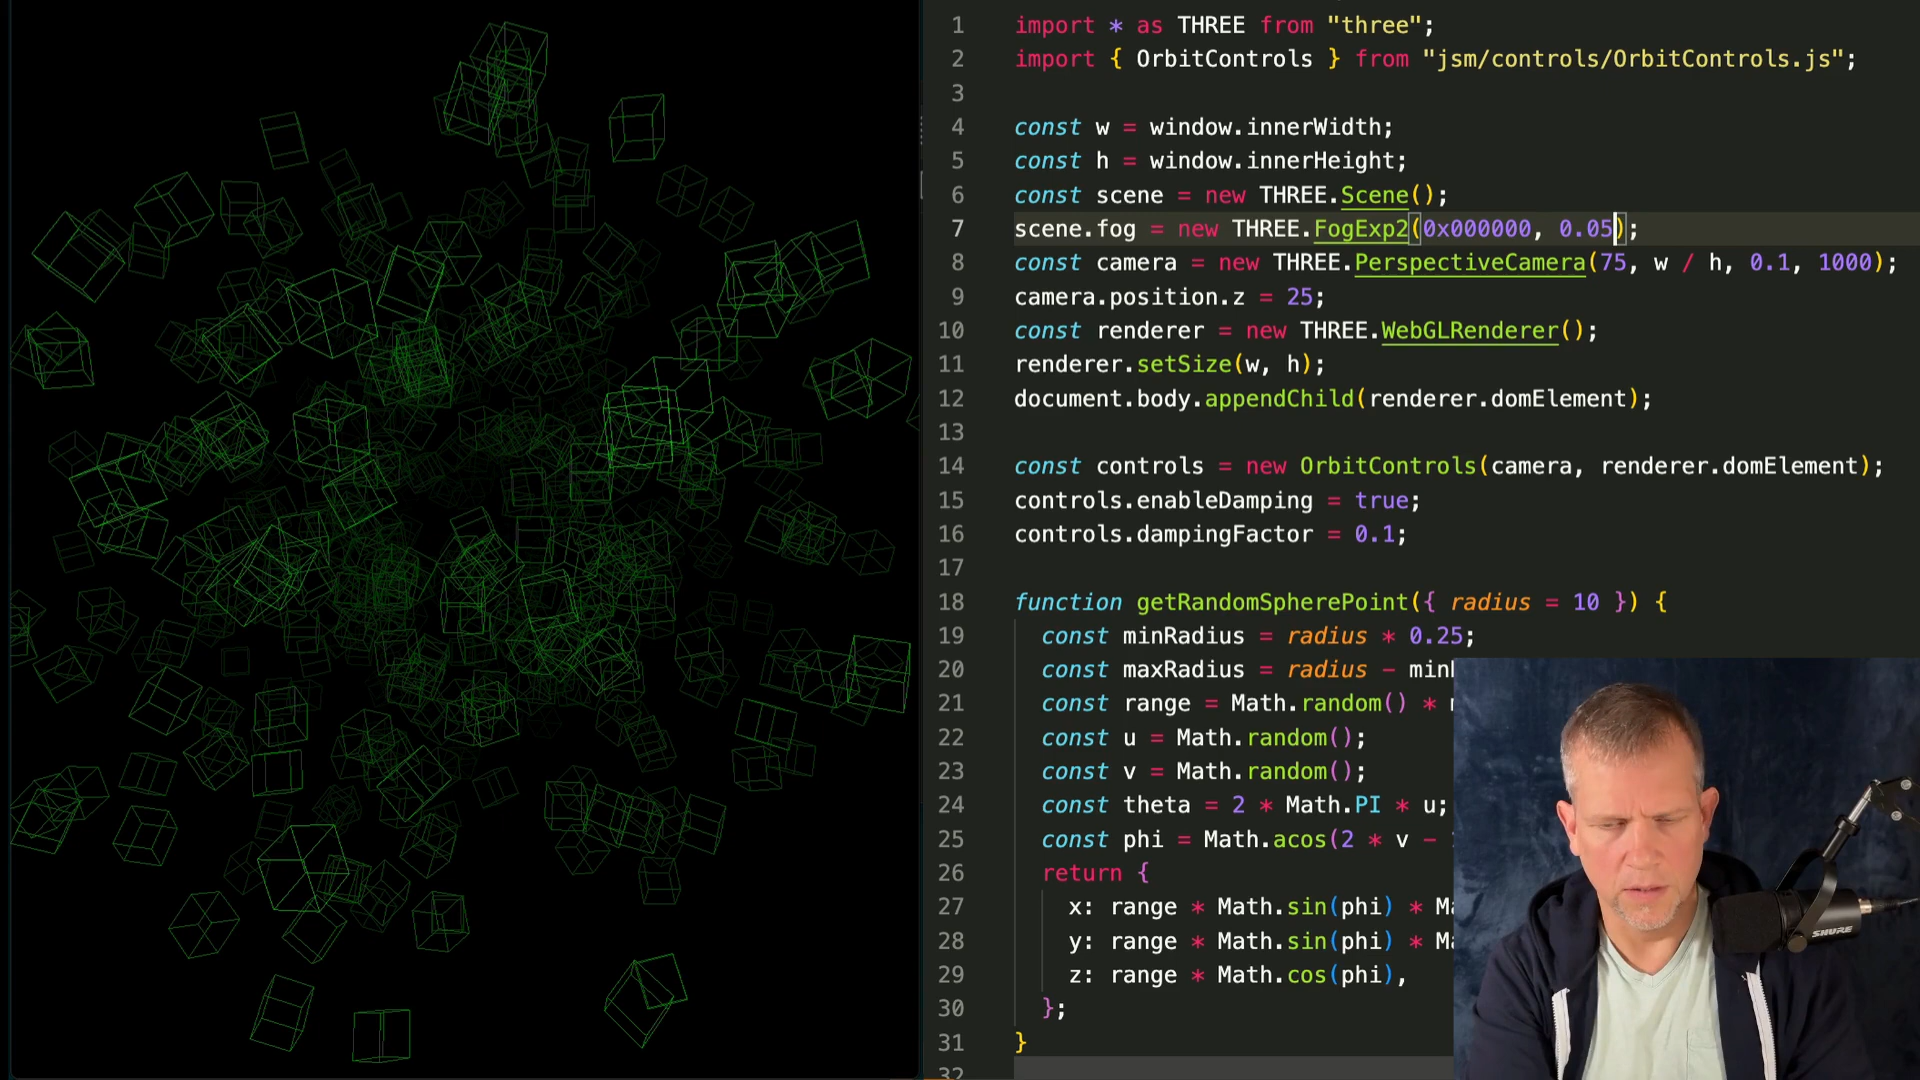 1 import * as THREE from "three";
2 import { OrbitControls } from "jsm/controls/OrbitControls.js";
3
4 const w = window.innerWidth;
5 const h = window.innerHeight;
6 const scene = new THREE.Scene();
7 scene.fog = new THREE.FogExp2(0x000000, 0.05);
8 const camera = new THREE.PerspectiveCamera(75, w / h, 0.1, 1000);
9 camera.position.z = 25;
10 const renderer = new THREE.WebGLRenderer();
11 renderer.setSize(w, h);
12 document.body.appendChild(renderer.domElement);
13
14 const controls = new OrbitControls(camera, renderer.domElement);
15 controls.enableDamping = true;
16 controls.dampingFactor = 0.1;
17
18 function getRandomSpherePoint({ radius = 10 }) {
19 const minRadius = radius * 0.25;
20 const maxRadius = radius - min
21 const range = Math.random() *
22 const u = Math.random();
23 const v = Math.random();
24 const theta = 2 * Math.PI * u;
25 const phi = Math.acos(2 * v -
26 return {
27 x: range * Math.sin(phi) * Ma
28 y: range * Math.sin(phi) * Ma
29 z: range * Math.cos(phi),
30 };
31 }
32
SHURE